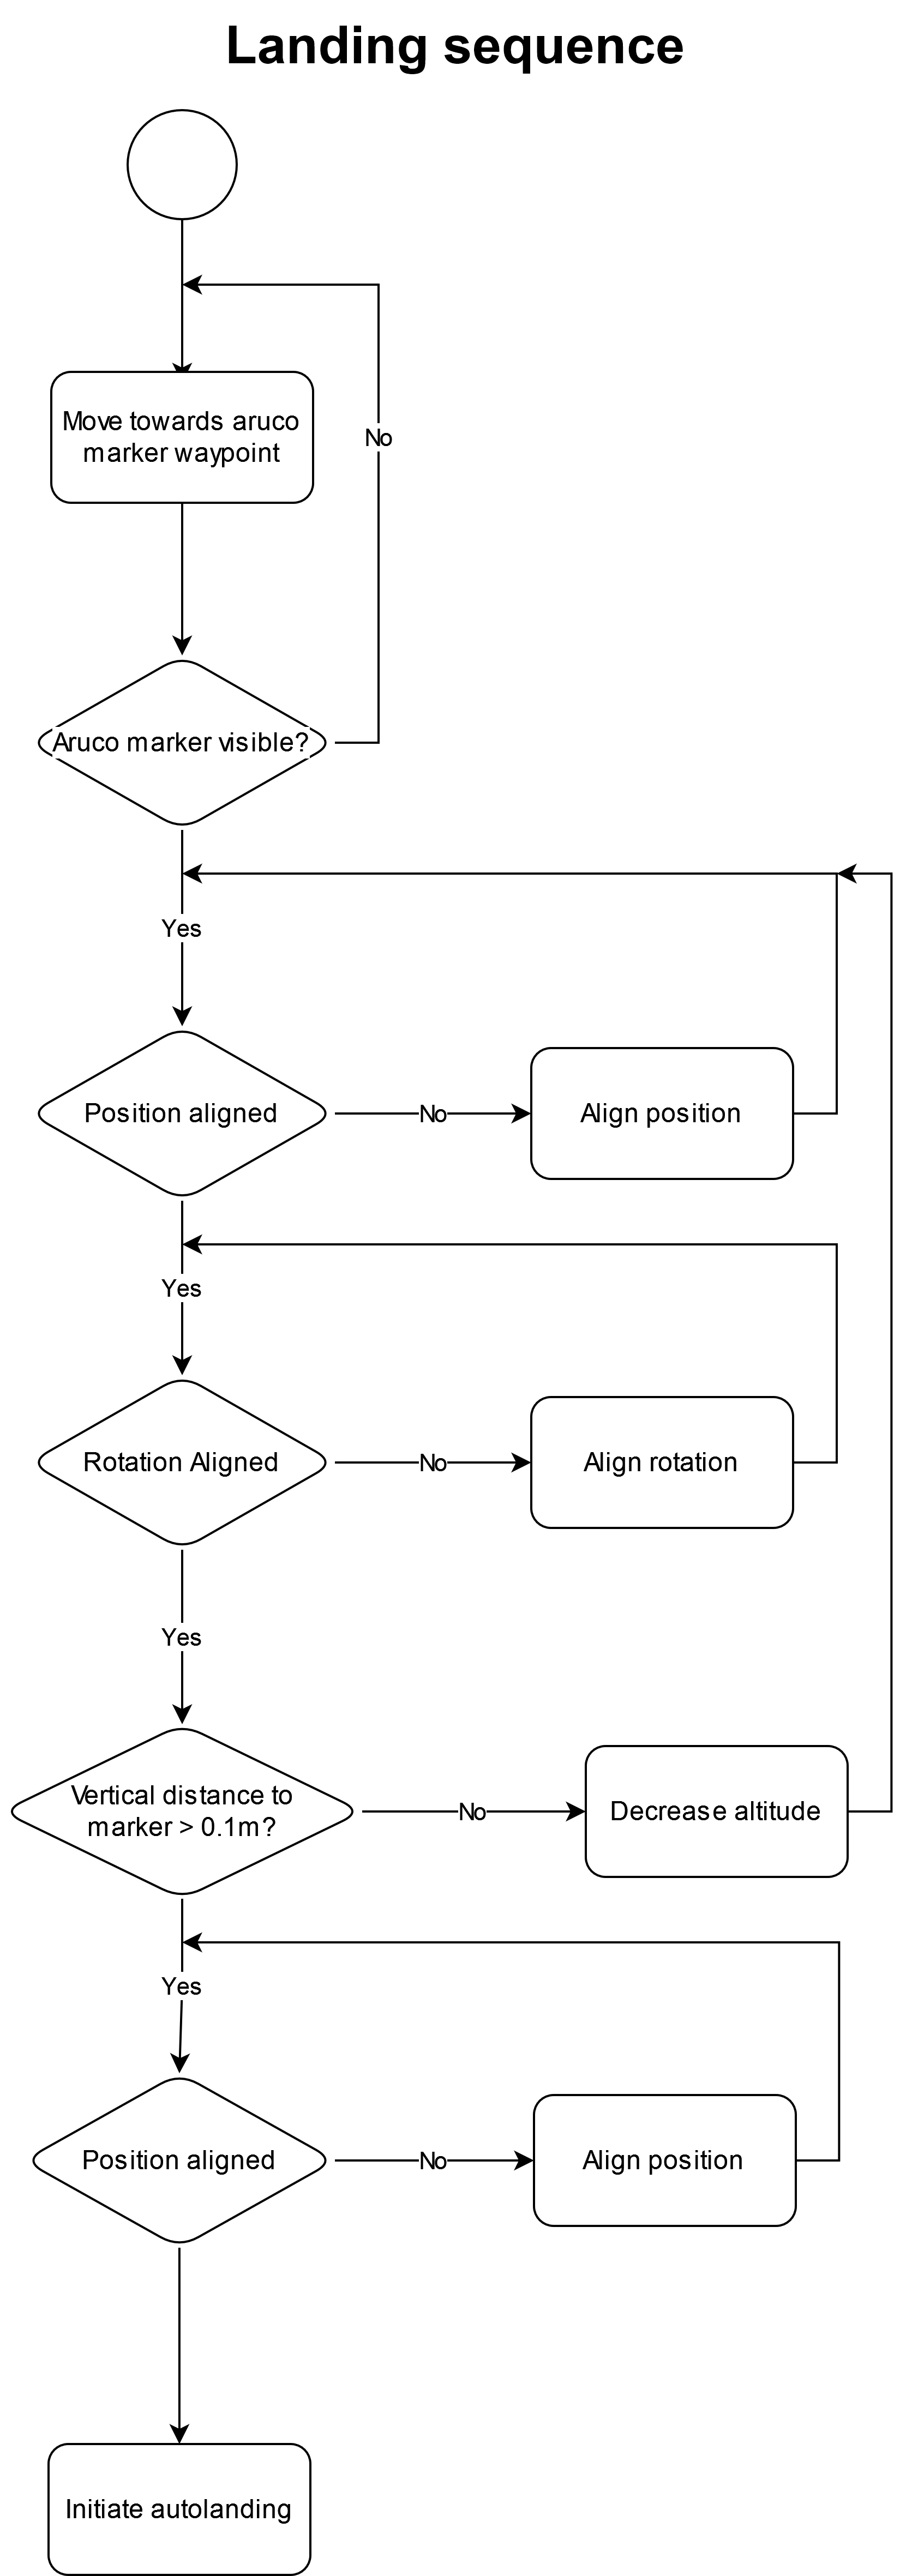 Landing sequence
Move towards aruco
marker waypoint
No
Aruco marker visible?
Yes
Position aligned
No
Align position
Yes
Rotation Aligned
No
Align rotation
Yes
Vertical distance to
marker > 0.1m?
No
Decrease altitude
Yes
Position aligned
No
Align position
Initiate autolanding